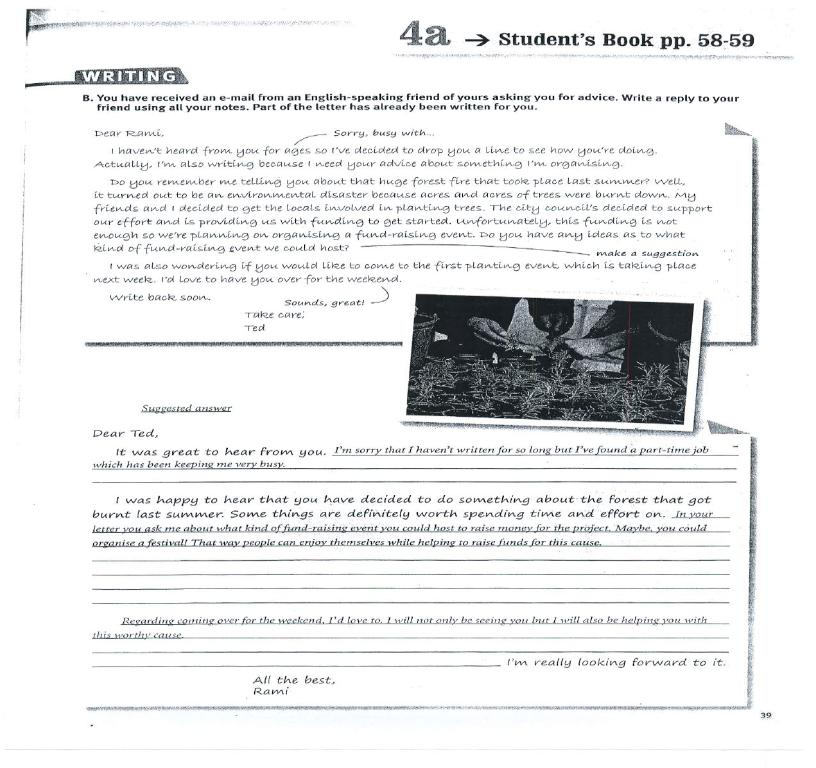 4a → Student's Book pp. 58-59
WRITING
B. You have received an e-mail from an English-speaking friend of yours asking you for advice. Write a reply to your
friend using all your notes. Part of the letter has already been written for you.
Dear Rami,
Sorry, busy with...
I haven't heard from you for ages so I've decided to drop you a line to see how you're doing.
Actually, I'm also writing because I need your advice about something I'm organising.
Do you remember me telling you about that huge forest fire that took place last summer? Well,
it turned out to be an environmental disaster because acres and acres of trees were burnt down. My
friends and I decided to get the locals involved in planting trees. The city council's decided to support
our effort and is providing us with funding to get started. Unfortunately, this funding is not
enough so we're planning on organising a fund-raising event. Do you have any ideas as to what
kind of fund-raising event we could host?
make a suggestion
I was also wondering if you would like to come to the first planting event which is taking place
next week. I'd love to have you over for the weekend.
Write back soon.
Sounds, great!
Take care,
Ted
Suggested answer
Dear Ted,
It was great to hear from you. I'm sorry that I haven't written for so long but I've found a part-time job
which has been keeping me very busy.
I was happy to hear that you have decided to do something about the forest that got
burnt last summer. Some things are definitely worth spending time and effort on. In your
letter you ask me about what kind of fund-raising event you could host to raise money for the project. Maybe, you could
organise a festival! That way people can enjoy themselves while helping to raise funds for this cause.
Regarding coming over for the weekend, I'd love to. I will not only be seeing you but I will also be helping you with
this worthy cause.
I'm really looking forward to it.
All the best,
Rami
39